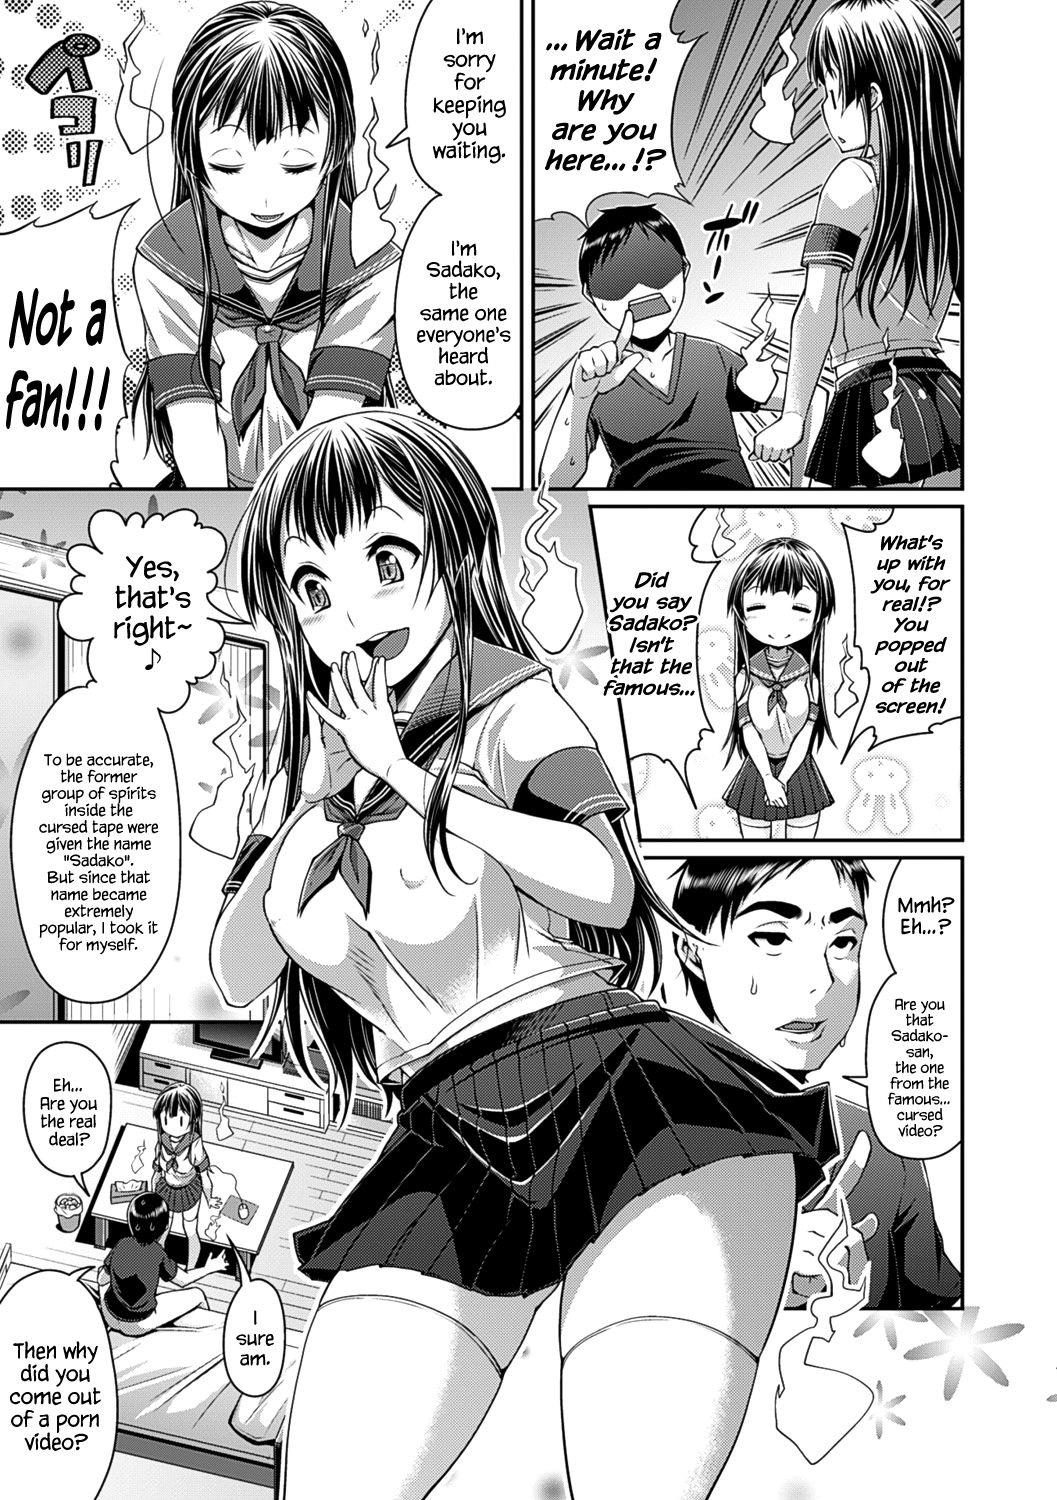 ...Wait a
minute!
Why
are you
here...!?
ガ"ッ
I'm
sorry
for
keeping
you
waiting.
I'm
Sadako,
the
same one
everyone's
heard
about.
ペコリ
Not a
fan!!!
What's
up with
you, for
real!?
You
popped
out
of the
screen!
Did
you say
Sadako?
Isn't
that the
famous...
Mmh?
Eh...?
Are you
that
Sadako-
san,
the one
from the
famous...
cursed
video?
Yes,
that's
right~
♪
To be accurate,
the former
group of spirits
inside the
cursed tape were
given the name
"Sadako".
But since that
name became
extremely
popular, I took it
for myself.
Eh...
Are you
the real
deal?
I
sure
am.
Then why
did you
come out
of a porn
video?